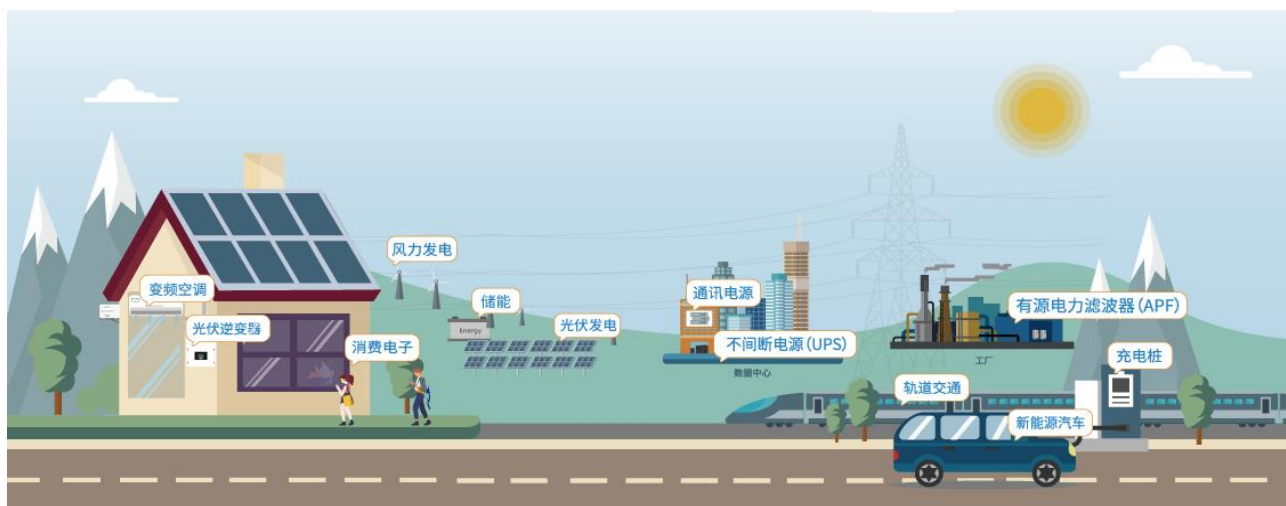 风力发电
变频空调
储能
通讯电源
有源电力滤波器(APF)
光伏逆变器
Energy
光伏发电
消费电子
不间断电源(UPS)
数据中心
工厂
充电桩
轨道交通
新能源汽车